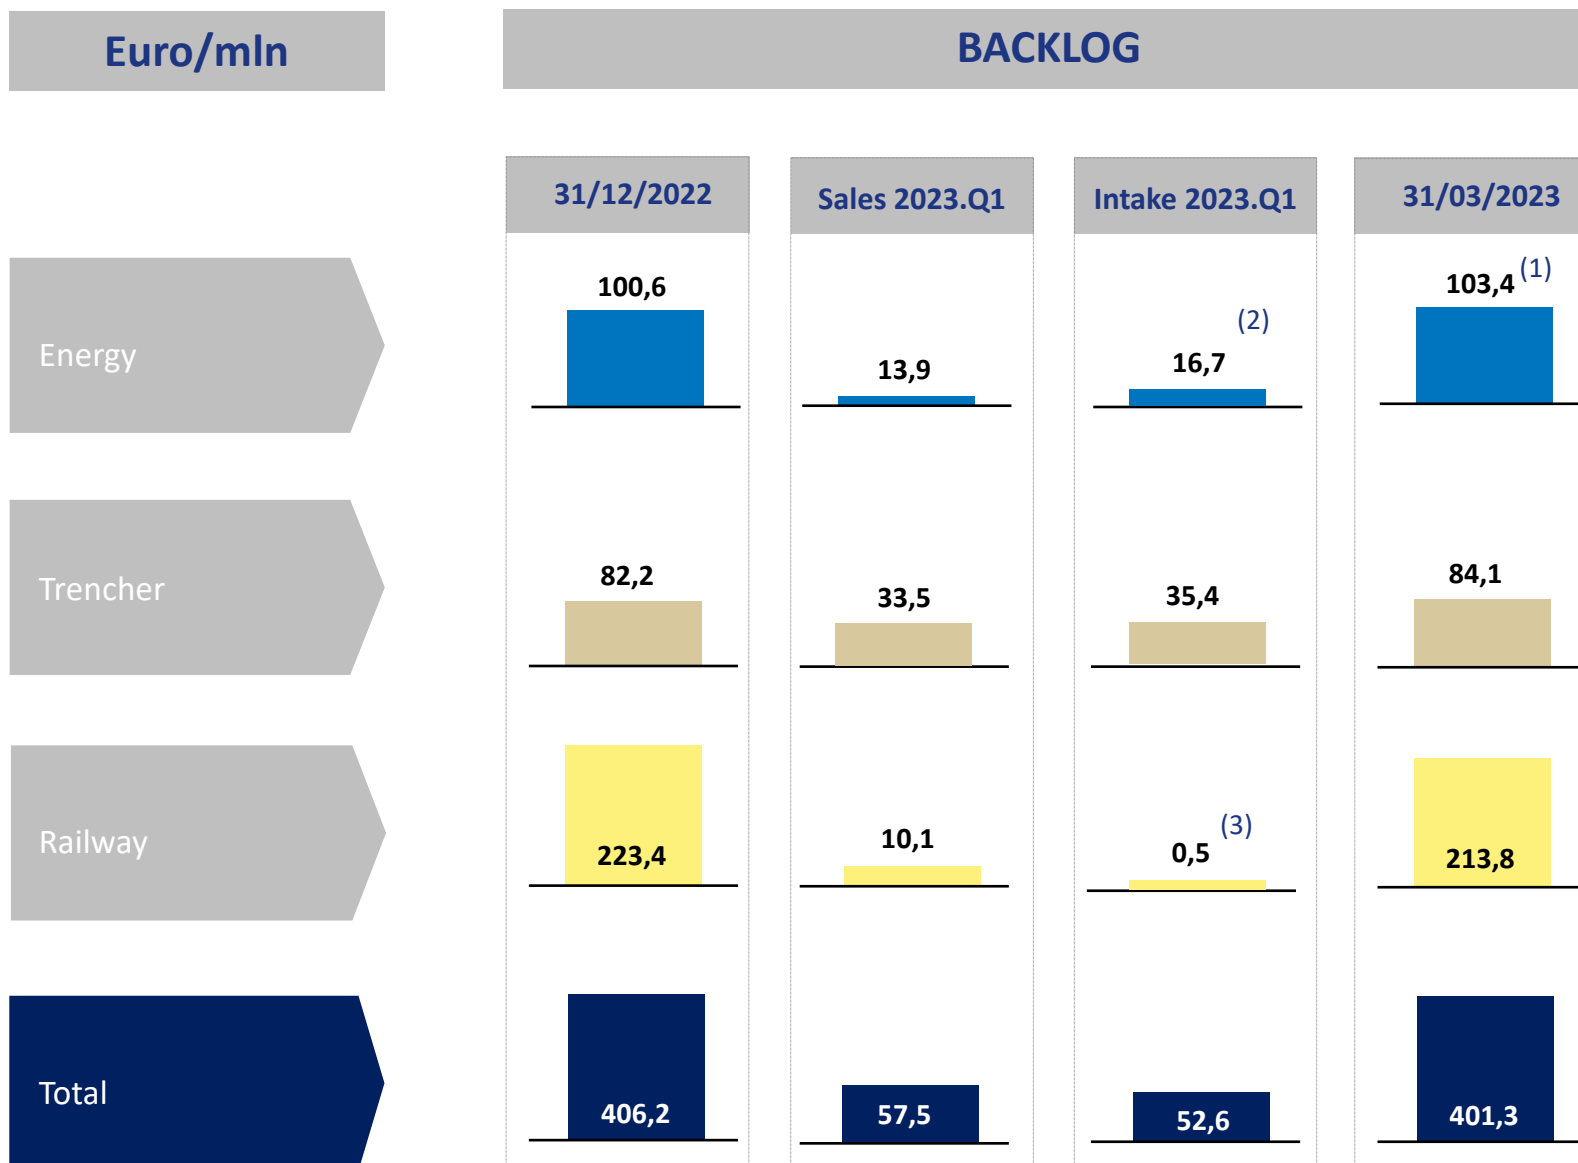 Euro/mln
BACKLOG
31/12/2022
Sales 2023.Q1
Intake 2023.Q1
31/03/2023
Energy
100,6
13,9
16,7 (2)
103,4 (1)
Trencher
82,2
33,5
35,4
84,1
Railway
223,4
10,1
0,5 (3)
213,8
Total
406,2
57,5
52,6
401,3